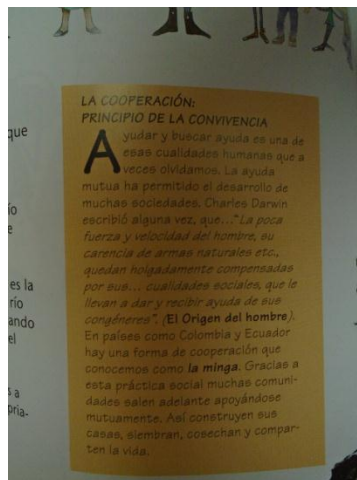 que
ío
e
es la
río
ando
el
s a
pria-
LA COOPERACIÓN:
PRINCIPIO DE LA CONVIVENCIA
Ayudar y buscar ayuda es una de
esas cualidades humanas que a
veces olvidamos. La ayuda
mutua ha permitido el desarrollo de
muchas sociedades. Charles Darwin
escribió alguna vez, que…“La poca
fuerza y velocidad del hombre, su
carencia de armas naturales etc.,
quedan holgadamente compensadas
por sus… cualidades sociales, que le
llevan a dar y recibir ayuda de sus
congéneres”. (El Origen del hombre).
En países como Colombia y Ecuador
hay una forma de cooperación que
conocemos como la minga. Gracias a
esta práctica social muchas comuni-
dades salen adelante apoyándose
mutuamente. Así construyen sus
casas, siembran, cosechan y compar-
ten la vida.